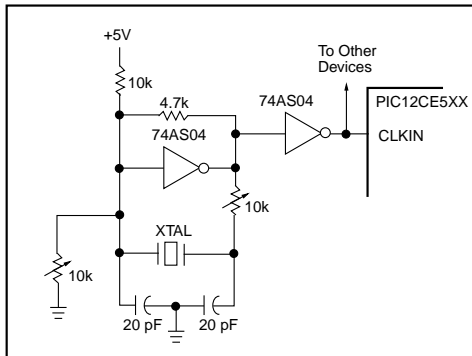 +5V
To Other
Devices
10k
4.7k
74AS04
PIC12CE5XX
74AS04
CLKIN
10k
XTAL
10k
20 pF
20 pF